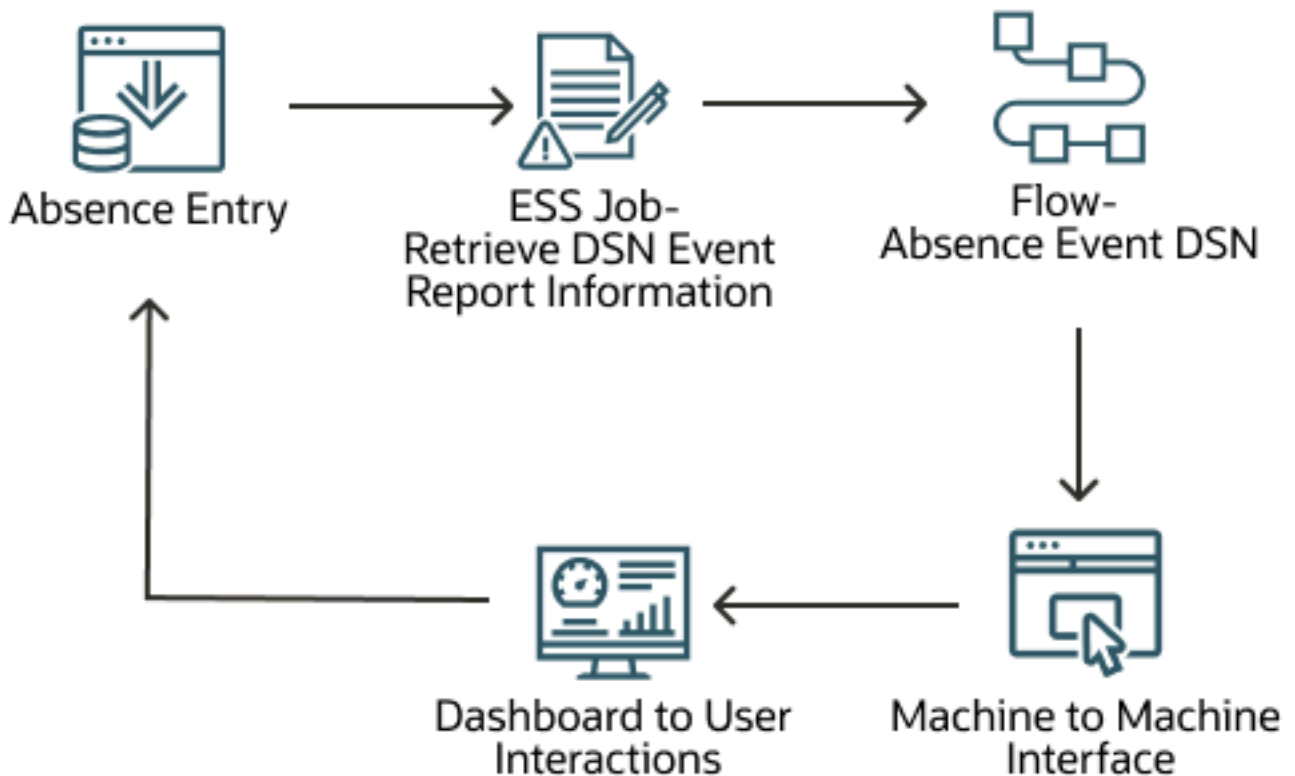 Absence Entry
ESS Job-
Retrieve DSN Event
Report Information
Flow-
Absence Event DSN
Dashboard to User
Interactions
Machine to Machine
Interface